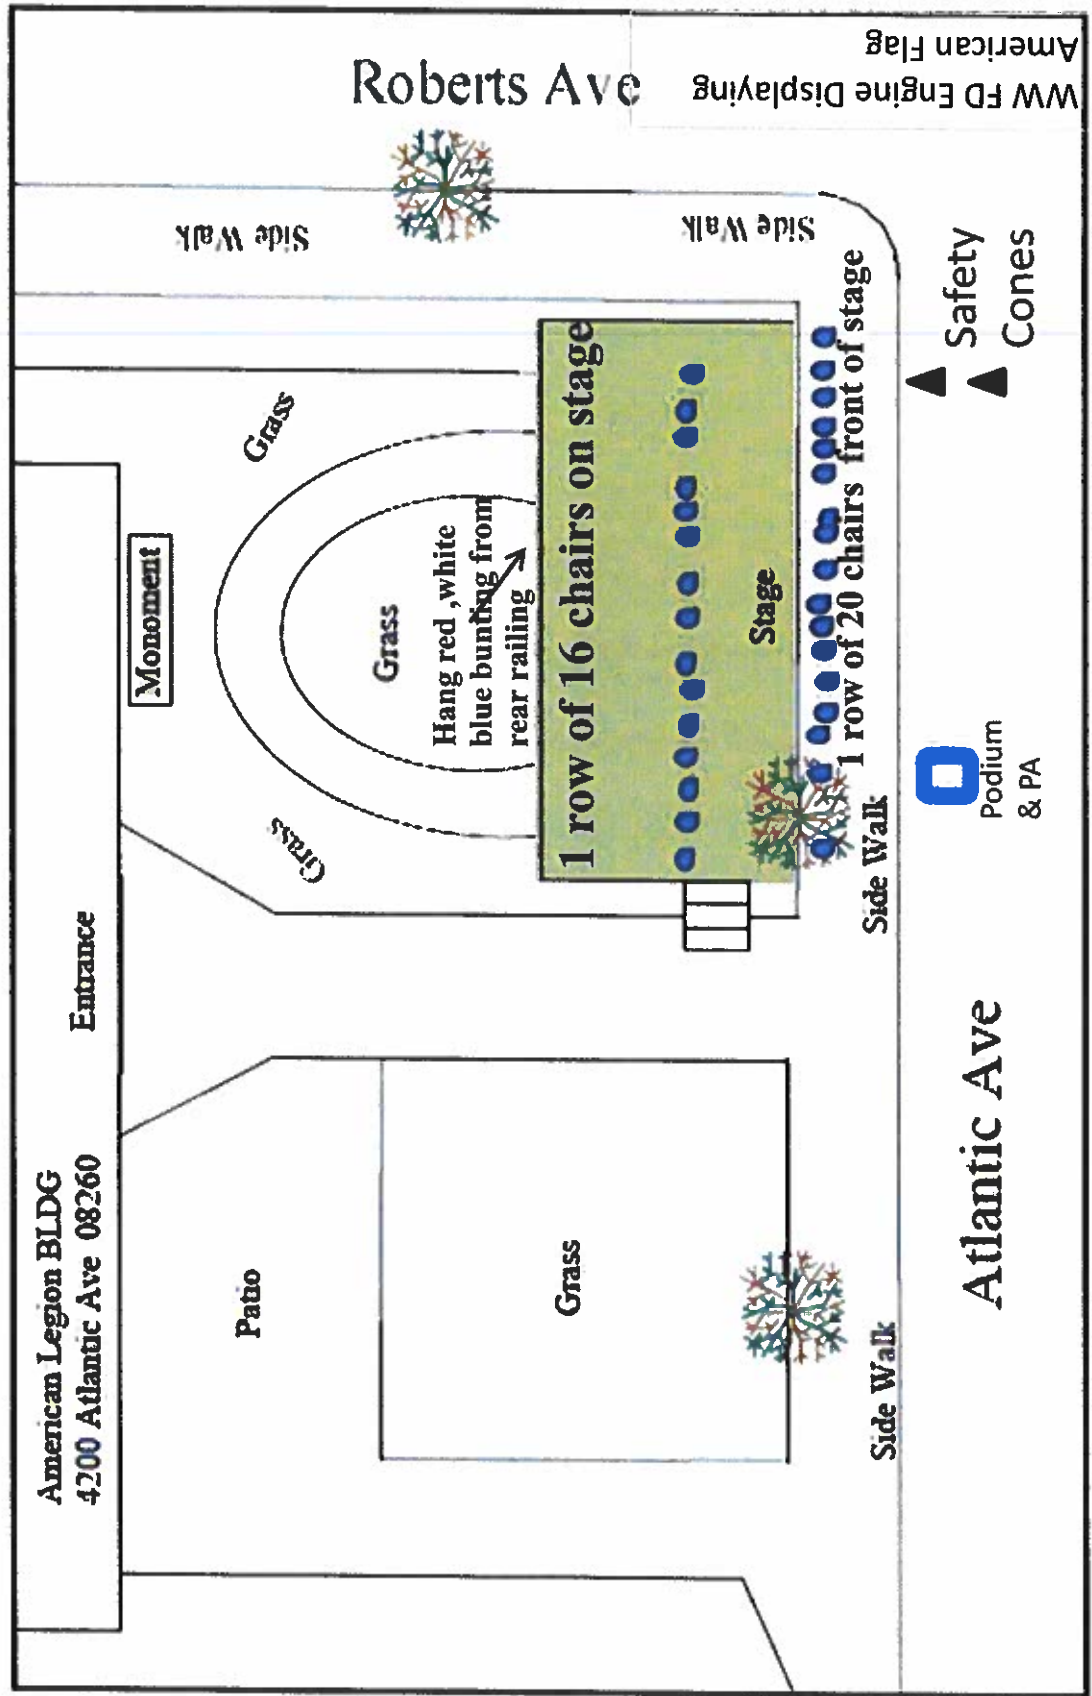 American Legion BLDG
4200 Atlantic Ave 08260
Entrance
Monoment
Patio
Grass
Grass
Grass
Grass
Hang red ,white
blue bunting from
rear railing
1 row of 16 chairs on stage
Stage
1 row of 20 chairs front of stage
Side Walk
Side Walk
Side Walk
Side Walk
Podium
& PA
Safety
Cones
Atlantic Ave
Roberts Ave
WW FD Engine Displaying
American Flag